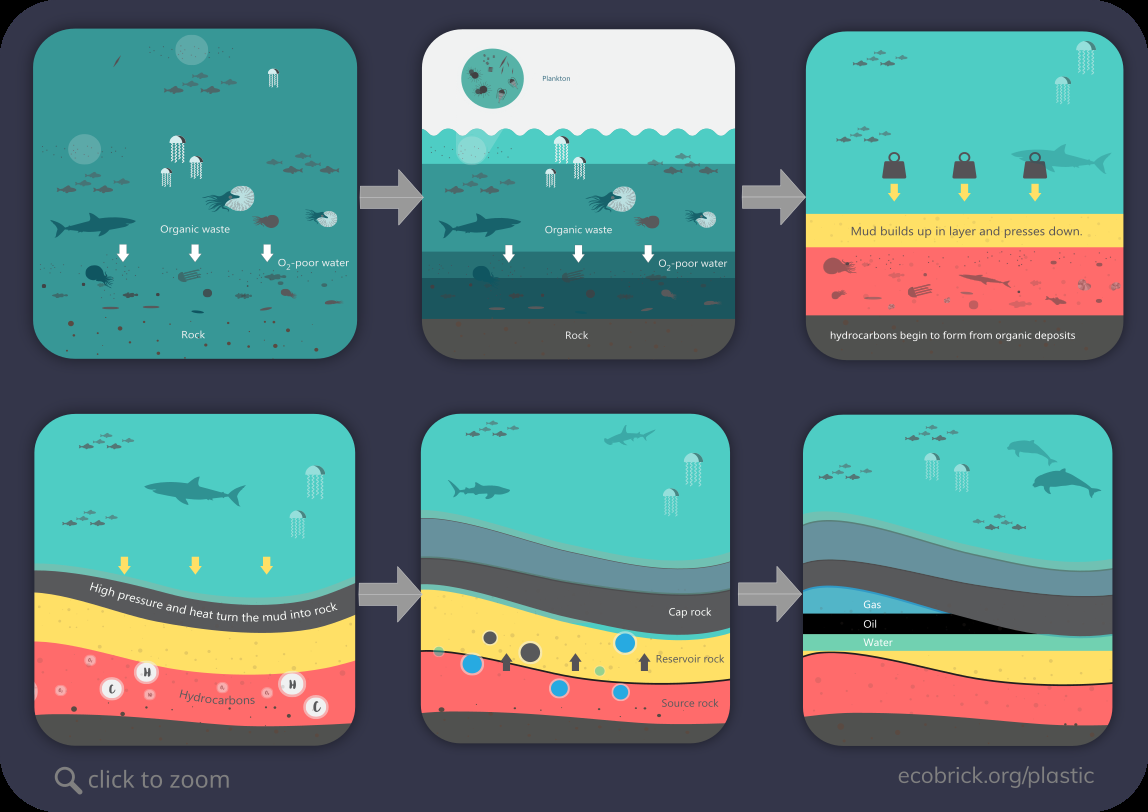 Organic waste
O2-poor water
Rock
Plankton
Organic waste
O2-poor water
Rock
Mud builds up in layer and presses down.
hydrocarbons begin to form from organic deposits
High pressure and heat turn the mud into rock
H
C
Hydrocarbons
H
C
Cap rock
Reservoir rock
Source rock
Gas
Oil
Water
click to zoom
ecobrick.org/plastic